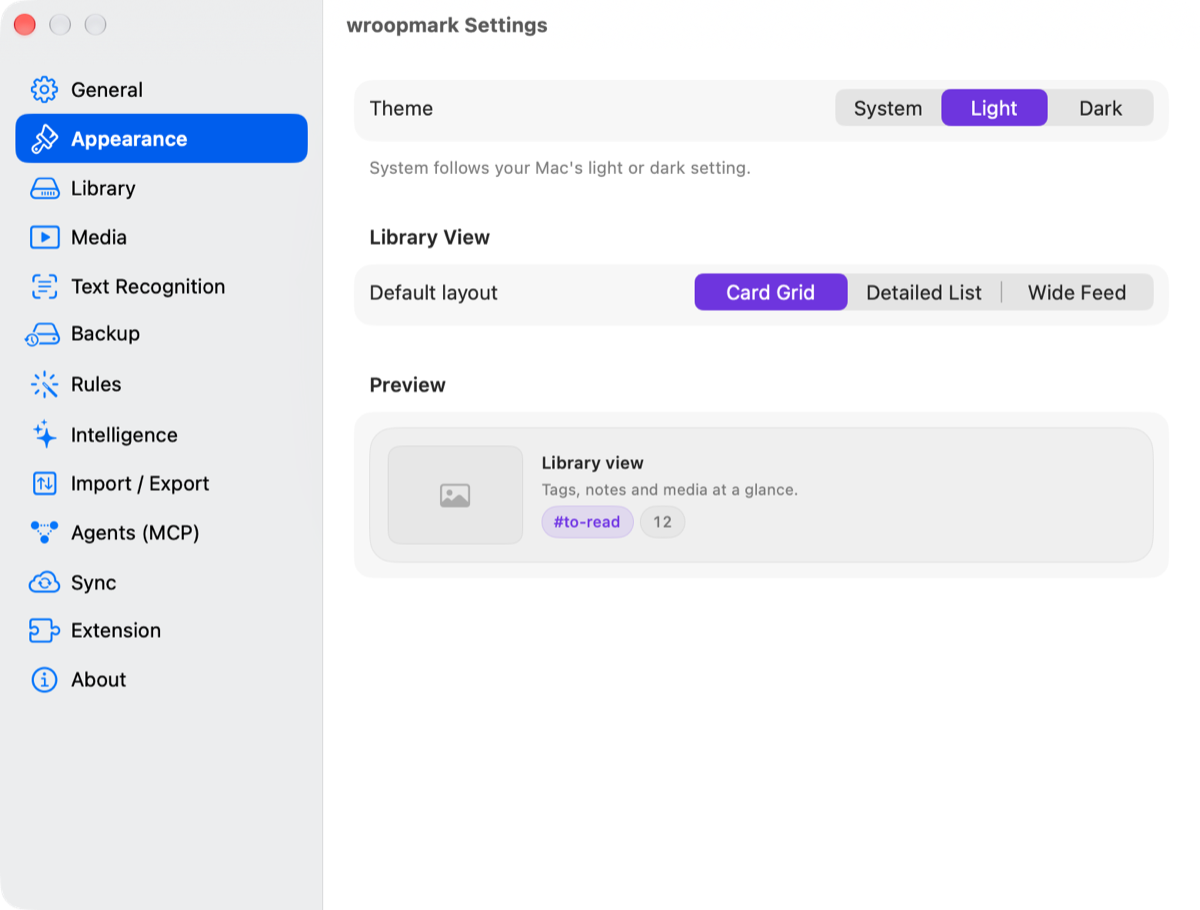 wroopmark Settings
General
Appearance
Library
Media
Text Recognition
Backup
Rules
Intelligence
Import / Export
Agents (MCP)
Sync
Extension
About
Theme
System Light Dark
System follows your Mac's light or dark setting.
Library View
Default layout
Card Grid Detailed List Wide Feed
Preview
Library view
Tags, notes and media at a glance.
#to-read 12